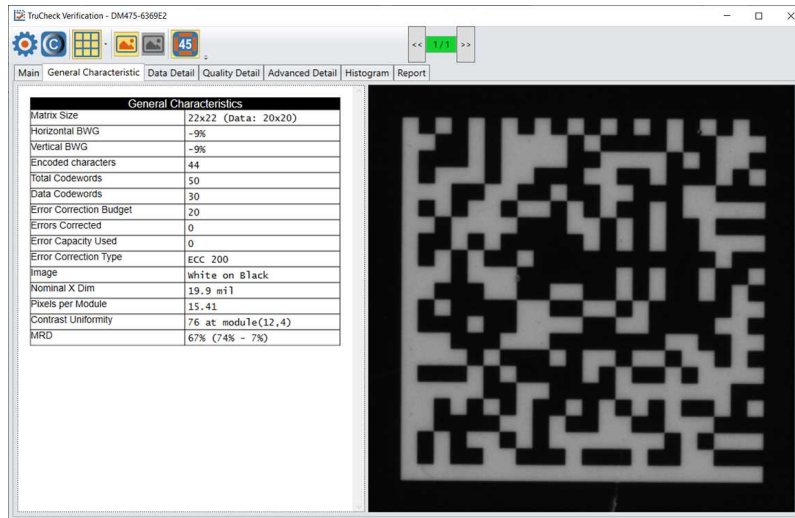 TruCheck Verification - DM475-6369E2
45
<< 1/1 >>
Main General Characteristic Data Detail Quality Detail Advanced Detail Histogram Report
General Characteristics
Matrix Size 22x22 (Data: 20x20)
Horizontal BWG -9%
Vertical BWG -9%
Encoded characters 44
Total Codewords 50
Data Codewords 30
Error Correction Budget 20
Errors Corrected 0
Error Capacity Used 0
Error Correction Type ECC 200
Image White on Black
Nominal X Dim 19.9 mil
Pixels per Module 15.41
Contrast Uniformity 76 at module(12,4)
MRD 67% (74% - 7%)